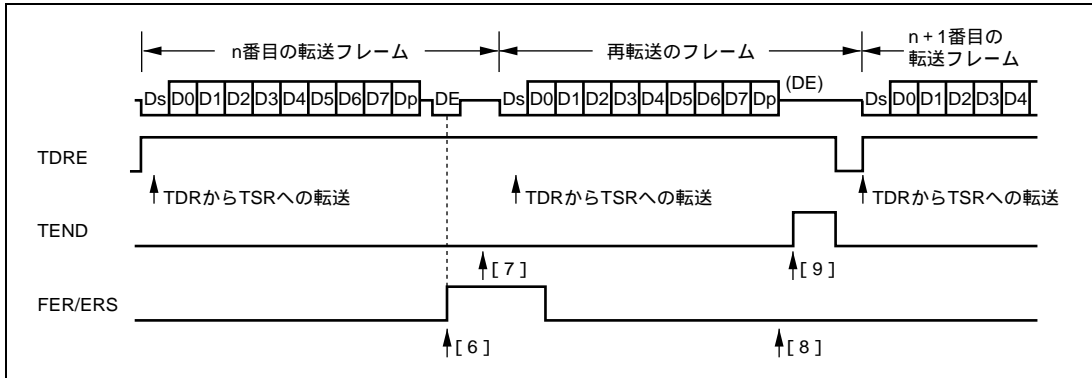 n番目の転送フレーム
再転送のフレーム
n + 1番目の
転送フレーム
Ds D0 D1 D2 D3 D4 D5 D6 D7 Dp DE
Ds D0 D1 D2 D3 D4 D5 D6 D7 Dp (DE)
Ds D0 D1 D2 D3 D4
TDRE
TDRからTSRへの転送
TDRからTSRへの転送
TDRからTSRへの転送
TEND
[ 7 ]
[ 9 ]
FER/ERS
[ 6 ]
[ 8 ]